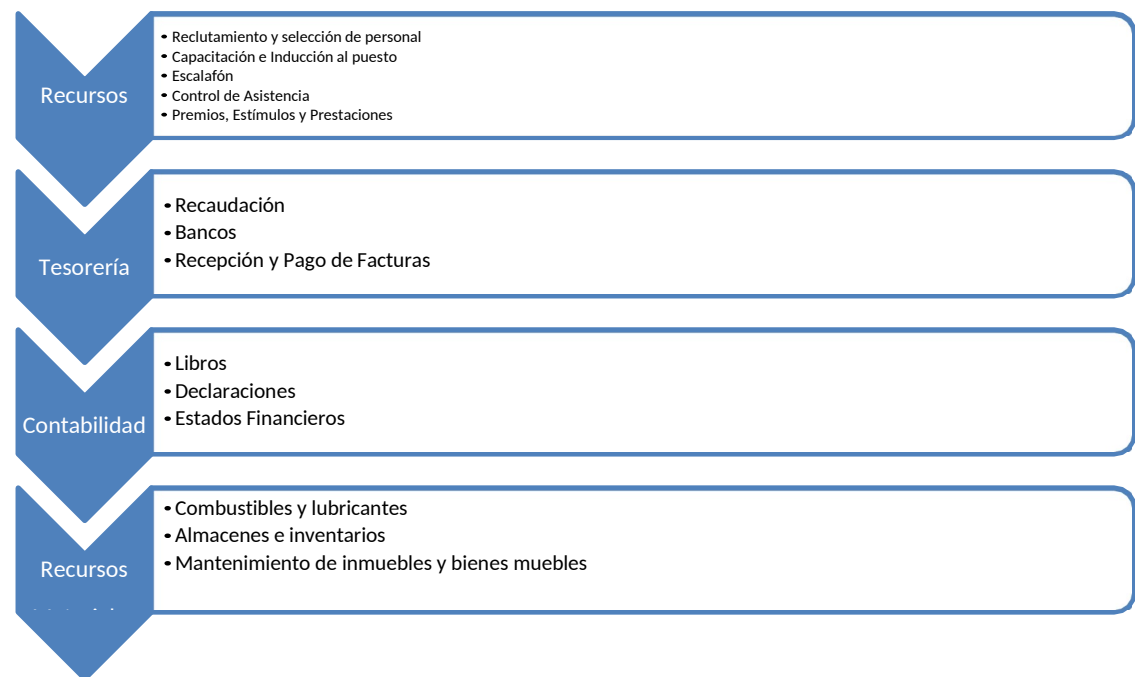 Recursos
• Reclutamiento y selección de personal
• Capacitación e Inducción al puesto
• Escalafón
• Control de Asistencia
• Premios, Estímulos y Prestaciones
Tesorería
• Recaudación
• Bancos
• Recepción y Pago de Facturas
Contabilidad
• Libros
• Declaraciones
• Estados Financieros
Recursos
• Combustibles y lubricantes
• Almacenes e inventarios
• Mantenimiento de inmuebles y bienes muebles